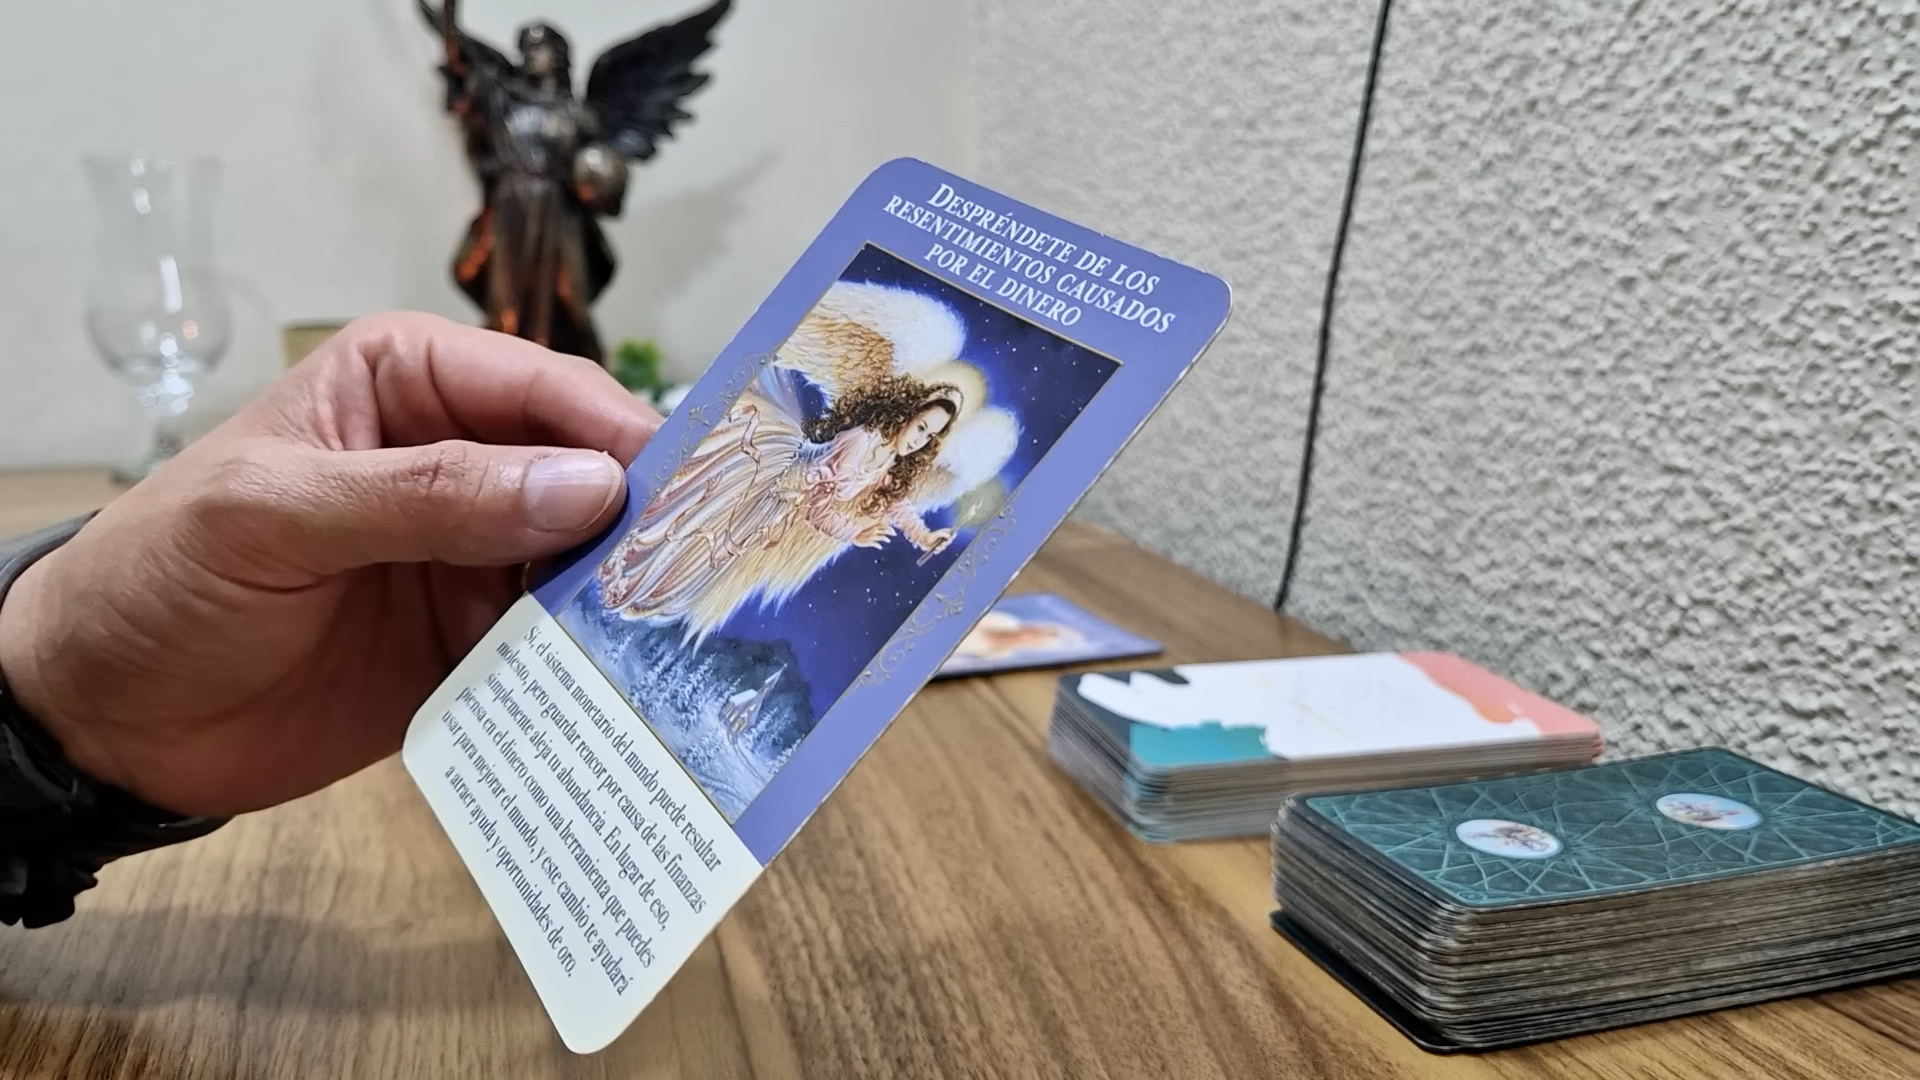 DESPRÉNDETE DE LOS
RESENTIMIENTOS CAUSADOS
POR EL DINERO
Sí, el sistema monetario del mundo puede resultar
molesto, pero guardar rencor por causa de las finanzas
simplemente aleja tu abundancia. En lugar de eso,
piensa en el dinero como una herramienta que puedes
usar para mejorar el mundo, y este cambio te ayudará
a atraer ayuda y oportunidades de oro.